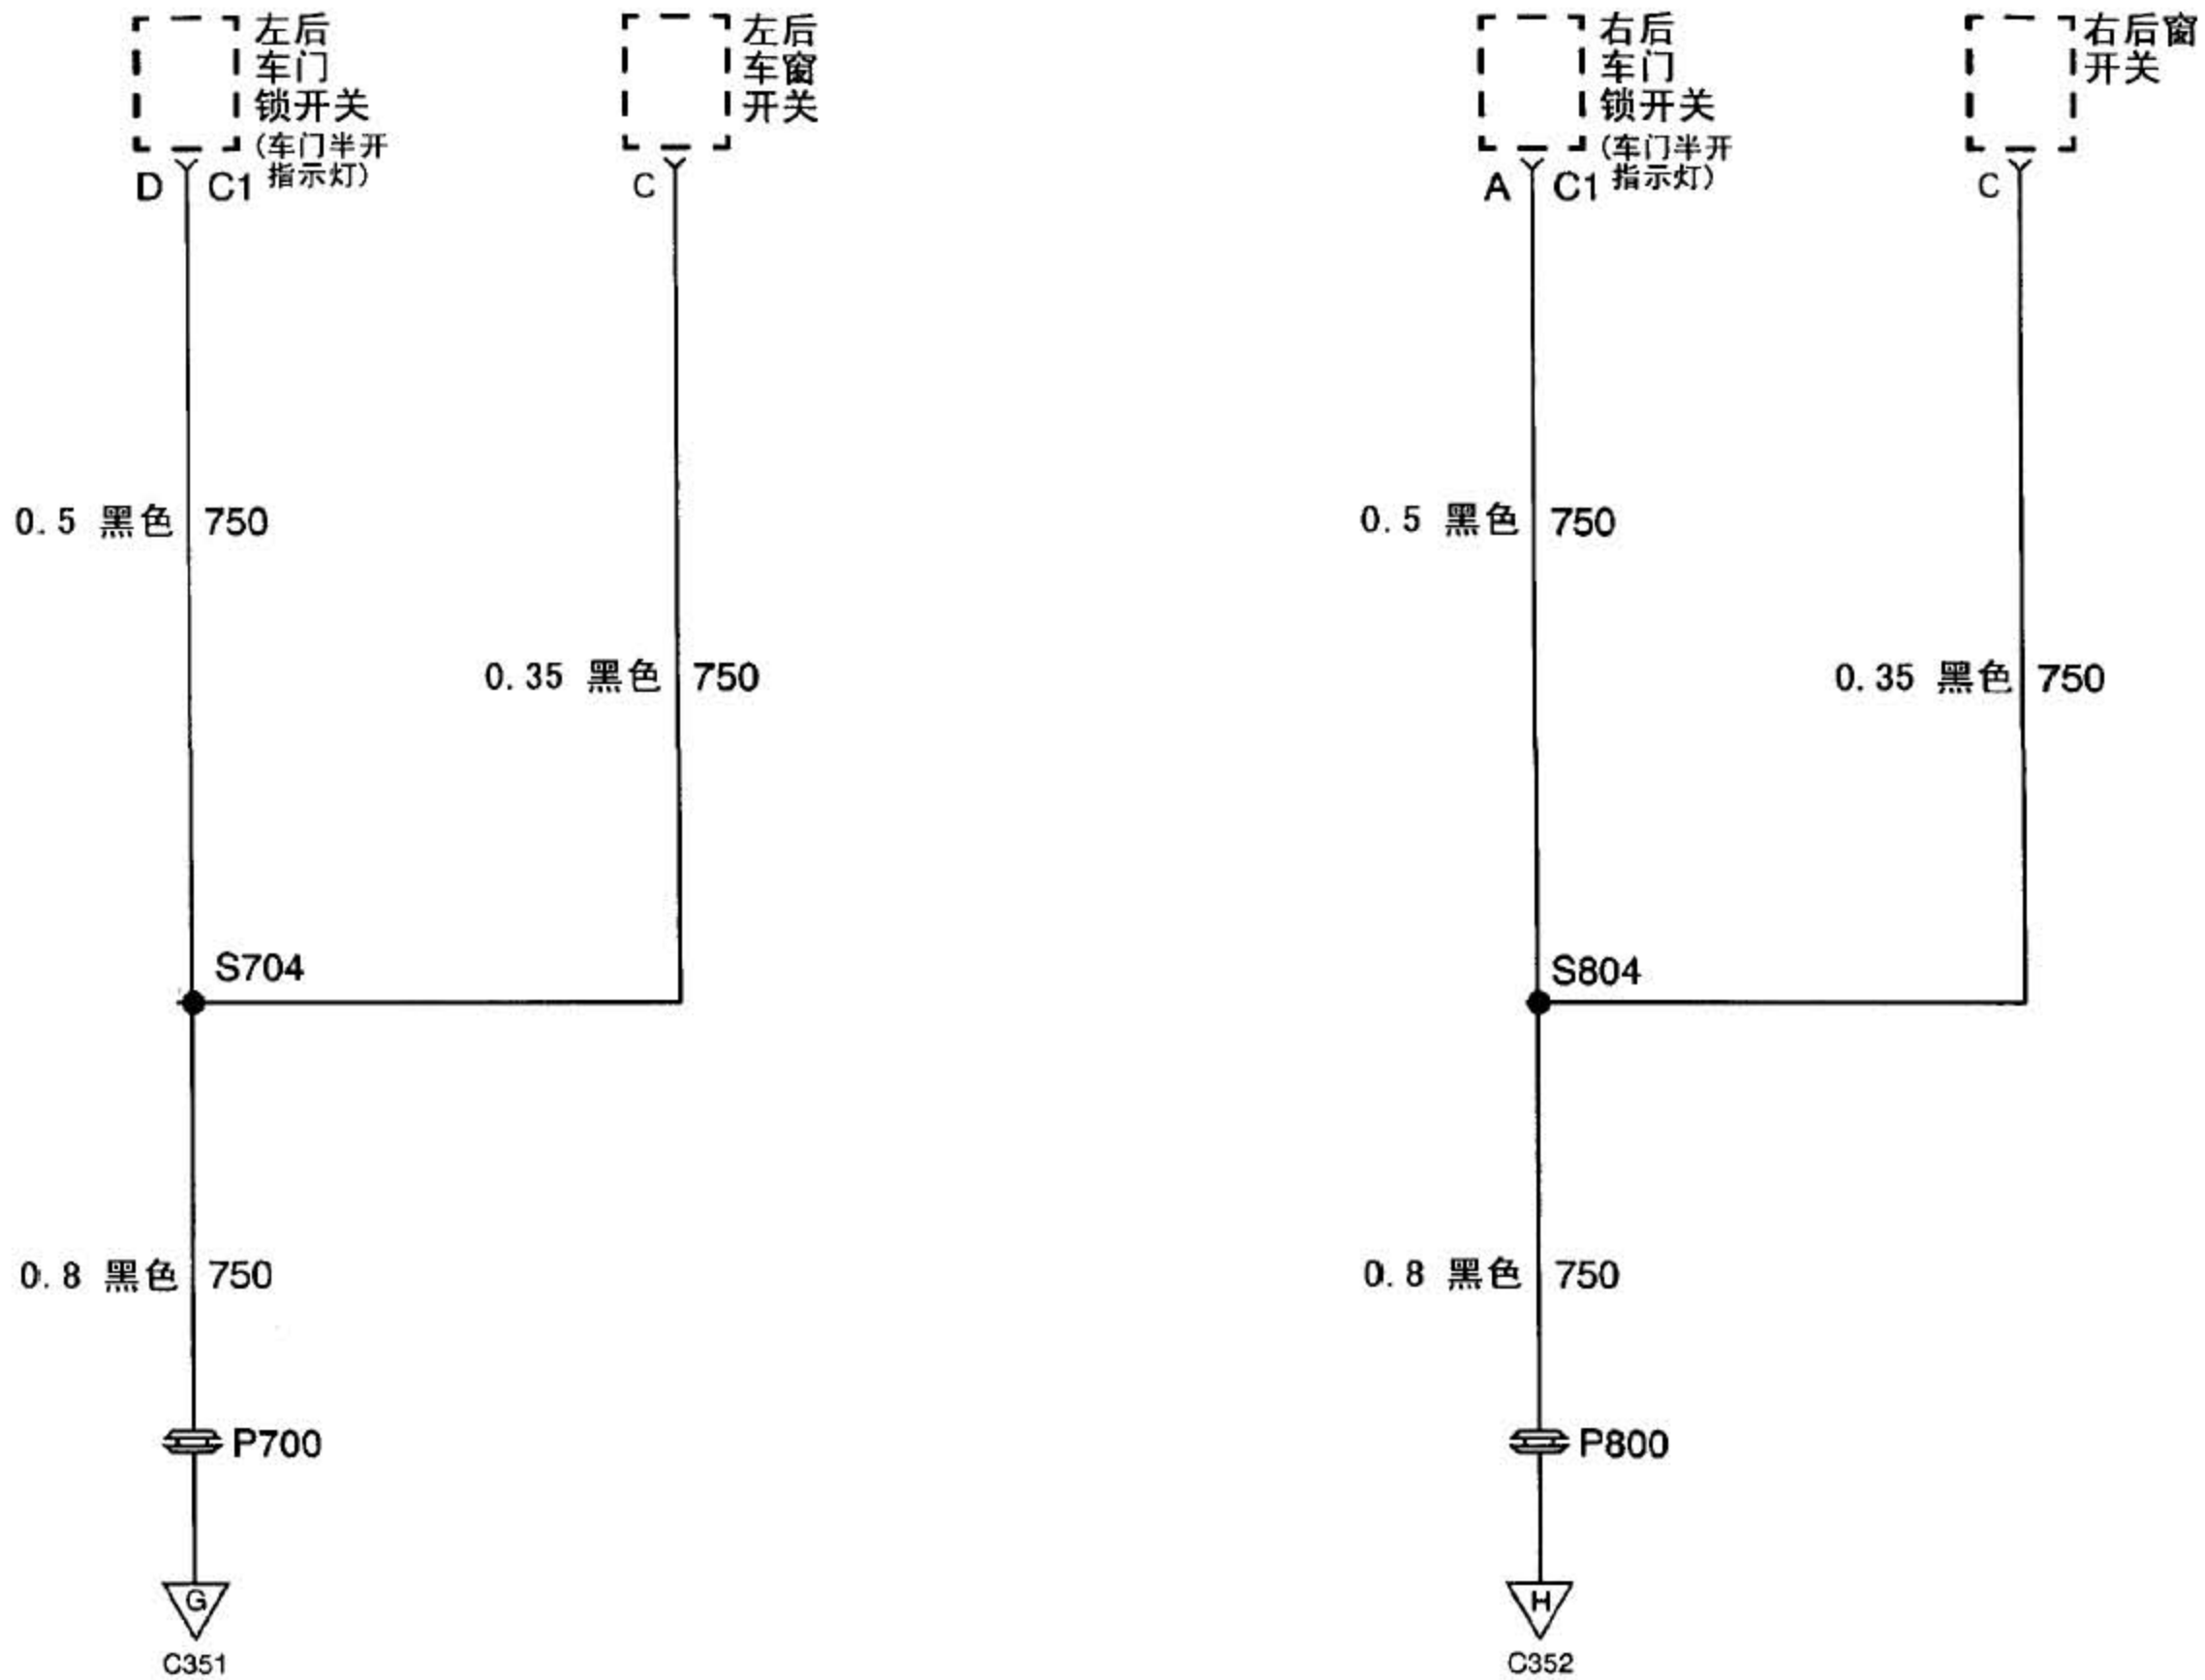 左后
车门
锁开关
(车门半开
指示灯)
D
C1
左后
车窗
开关
C
右后
车门
锁开关
(车门半开
指示灯)
A
C1
右后窗
开关
C
0.5 黑色
750
0.35 黑色
750
0.5 黑色
750
0.35 黑色
750
S704
S804
0.8 黑色
750
0.8 黑色
750
P700
P800
G
C351
H
C352